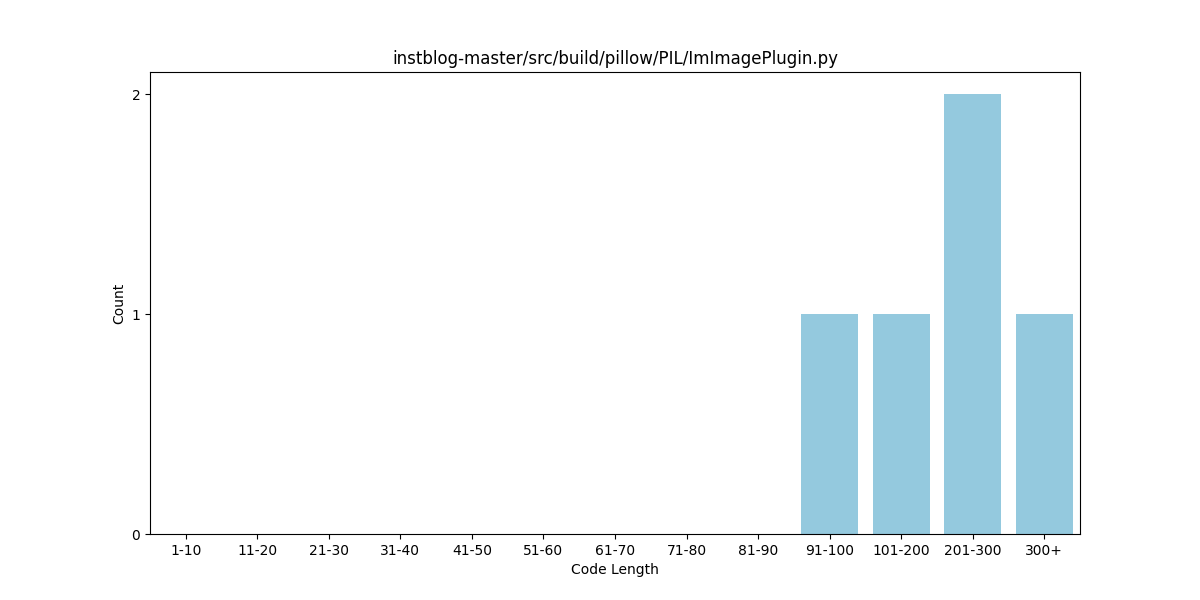 instblog-master/src/build/pillow/PIL/ImImagePlugin.py
2
1
0
Count
1-10 11-20 21-30 31-40 41-50 51-60 61-70 71-80 81-90 91-100 101-200 201-300 300+
Code Length